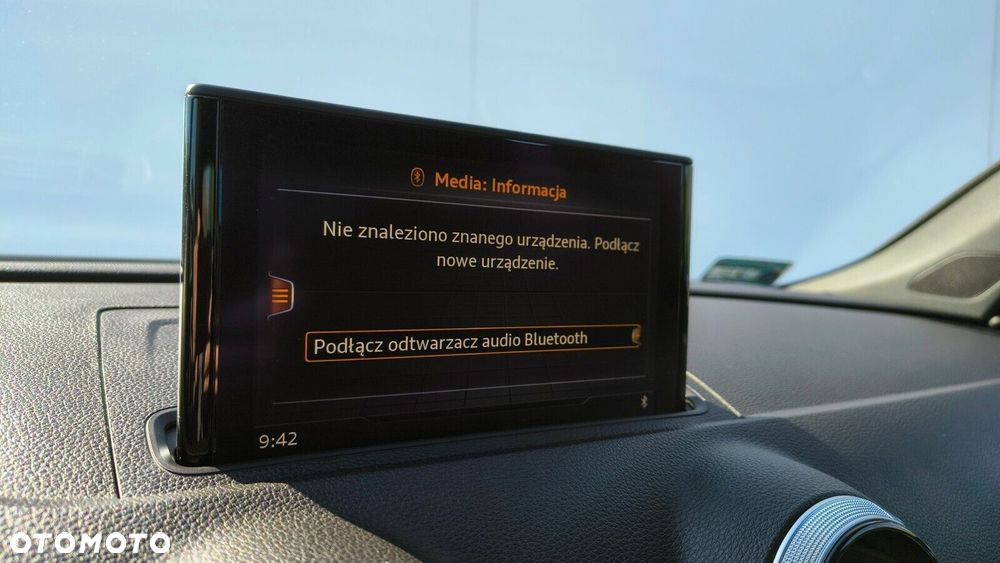 Media: Informacja
Nie znaleziono znanego urządzenia. Podłącz
nowe urządzenie.
Podłącz odtwarzacz audio Bluetooth
9:42
OTOMOTO